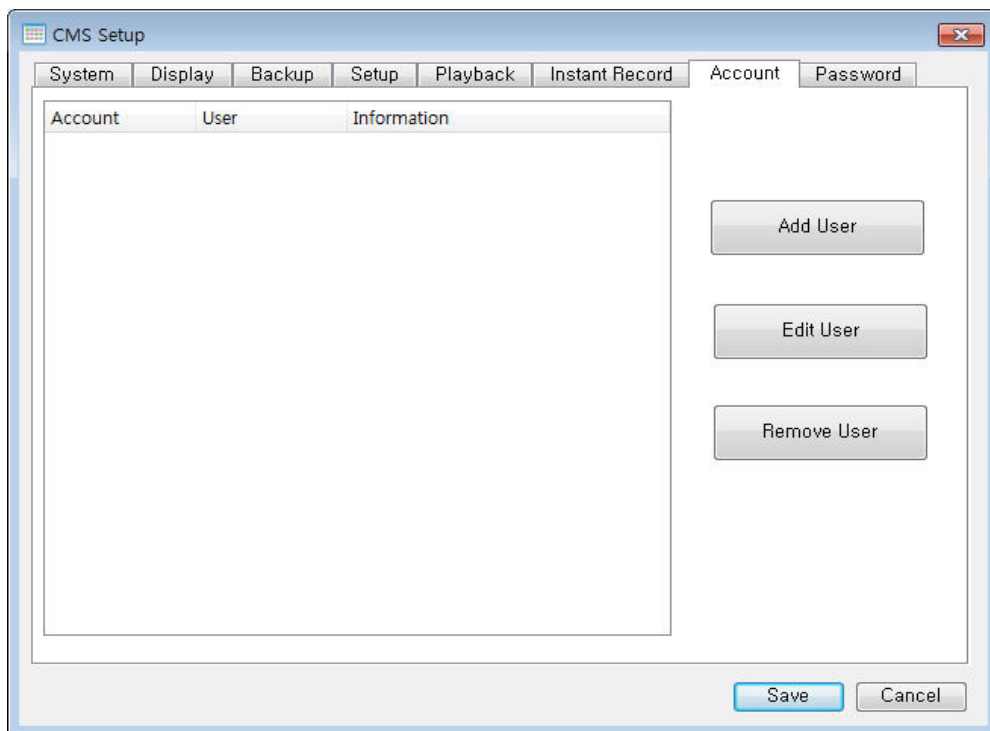 CMS Setup
System Display Backup Setup Playback Instant Record Account Password
Account User Information
Add User
Edit User
Remove User
Save Cancel